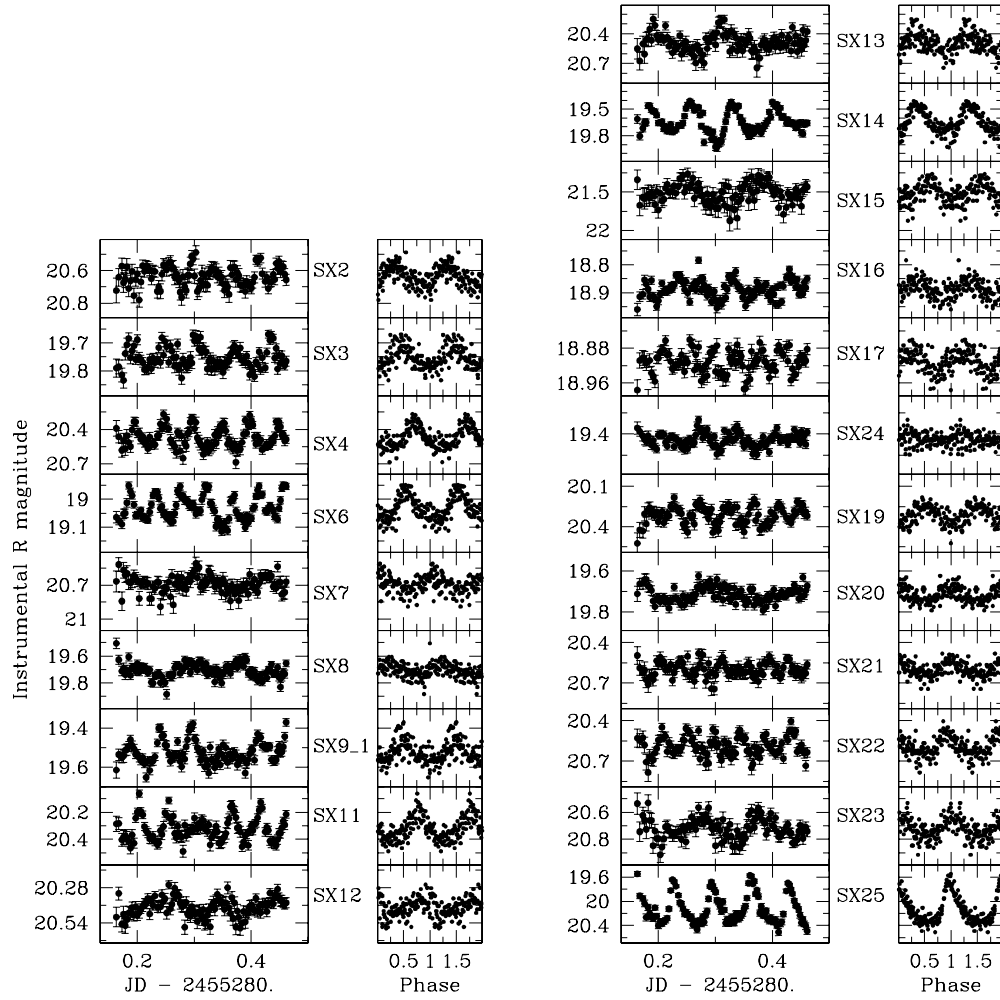 Instrumental R magnitude
20.6
20.8
SX2
19.7
19.8
SX3
20.4
20.7
SX4
19
19.1
SX6
20.7
21
SX7
19.6
19.8
SX8
19.4
19.6
SX9_1
20.2
20.4
SX11
20.28
20.54
SX12
0.2 0.4
0.5 1 1.5
JD - 2455280.
Phase
20.4
20.7
SX13
19.5
19.8
SX14
21.5
22
SX15
18.8
18.9
SX16
18.88
18.96
SX17
19.4
SX24
20.1
20.4
SX19
19.6
19.8
SX20
20.4
20.7
SX21
20.4
20.7
SX22
20.6
20.8
SX23
19.6
20
20.4
SX25
0.2 0.4
0.5 1 1.5
JD - 2455280.
Phase